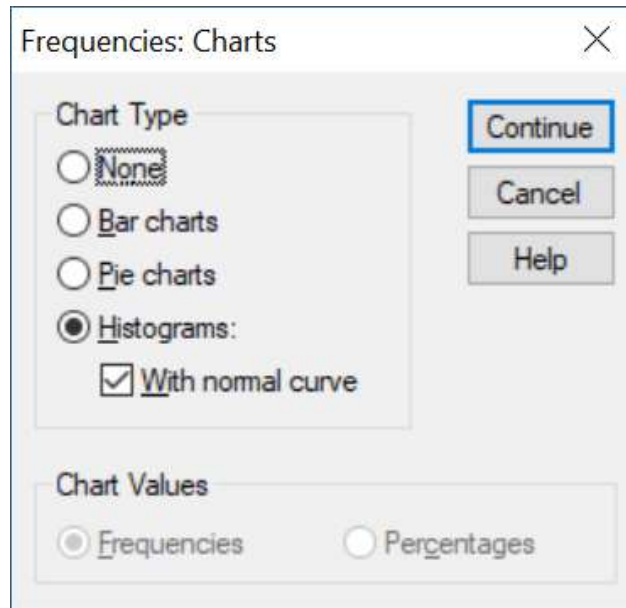 Frequencies: Charts
Chart Type
None
Bar charts
Pie charts
Histograms:
With normal curve
Continue
Cancel
Help
Chart Values
Frequencies
Percentages